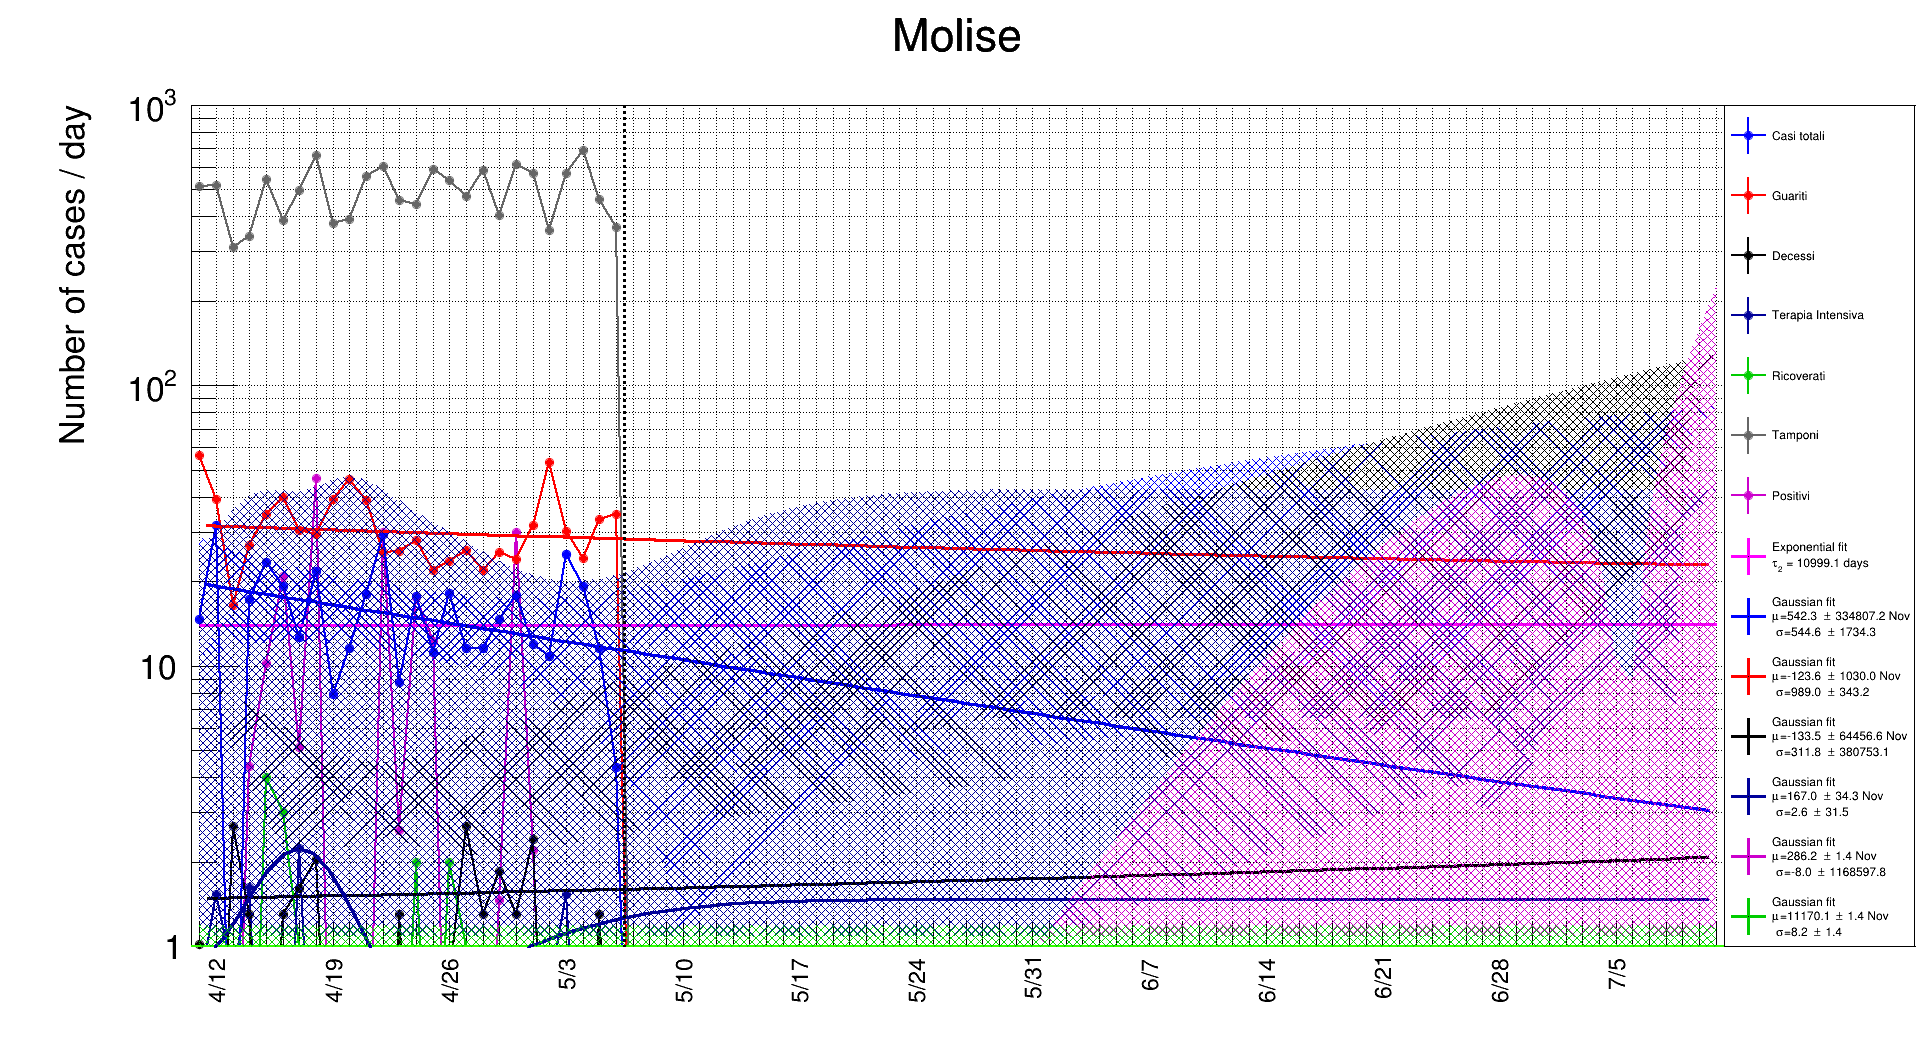 Molise
Number of cases / day
10³
10²
10
1
4/12
4/19
4/26
5/3
5/10
5/17
5/24
5/31
6/7
6/14
6/21
6/28
7/5
Casi totali
Guariti
Decessi
Terapia Intensiva
Ricoverati
Tamponi
Positivi
Exponential fit
τ₂ = 10999.1 days
Gaussian fit
μ=542.3 ± 334807.2 Nov
σ=544.6 ± 1734.3
Gaussian fit
μ=-123.6 ± 1030.0 Nov
σ=989.0 ± 343.2
Gaussian fit
μ=-133.5 ± 64456.6 Nov
σ=311.8 ± 380753.1
Gaussian fit
μ=167.0 ± 34.3 Nov
σ=2.6 ± 31.5
Gaussian fit
μ=286.2 ± 1.4 Nov
σ=-8.0 ± 1168597.8
Gaussian fit
μ=11170.1 ± 1.4 Nov
σ=8.2 ± 1.4